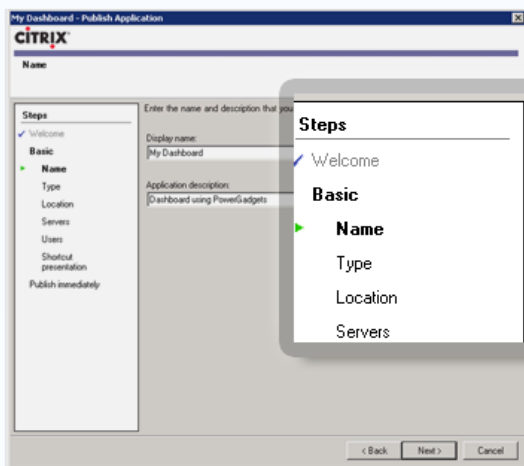 My Dashboard - Publish Application
CITRIX
Name
Steps
Welcome
Basic
Name
Type
Location
Servers
Users
Shortcut
presentation
Publish immediately
Enter the name and description that you
Display name:
My Dashboard
Application description:
Dashboard using PowerGadgets
Steps
Welcome
Basic
Name
Type
Location
Servers
< Back
Next >
Cancel